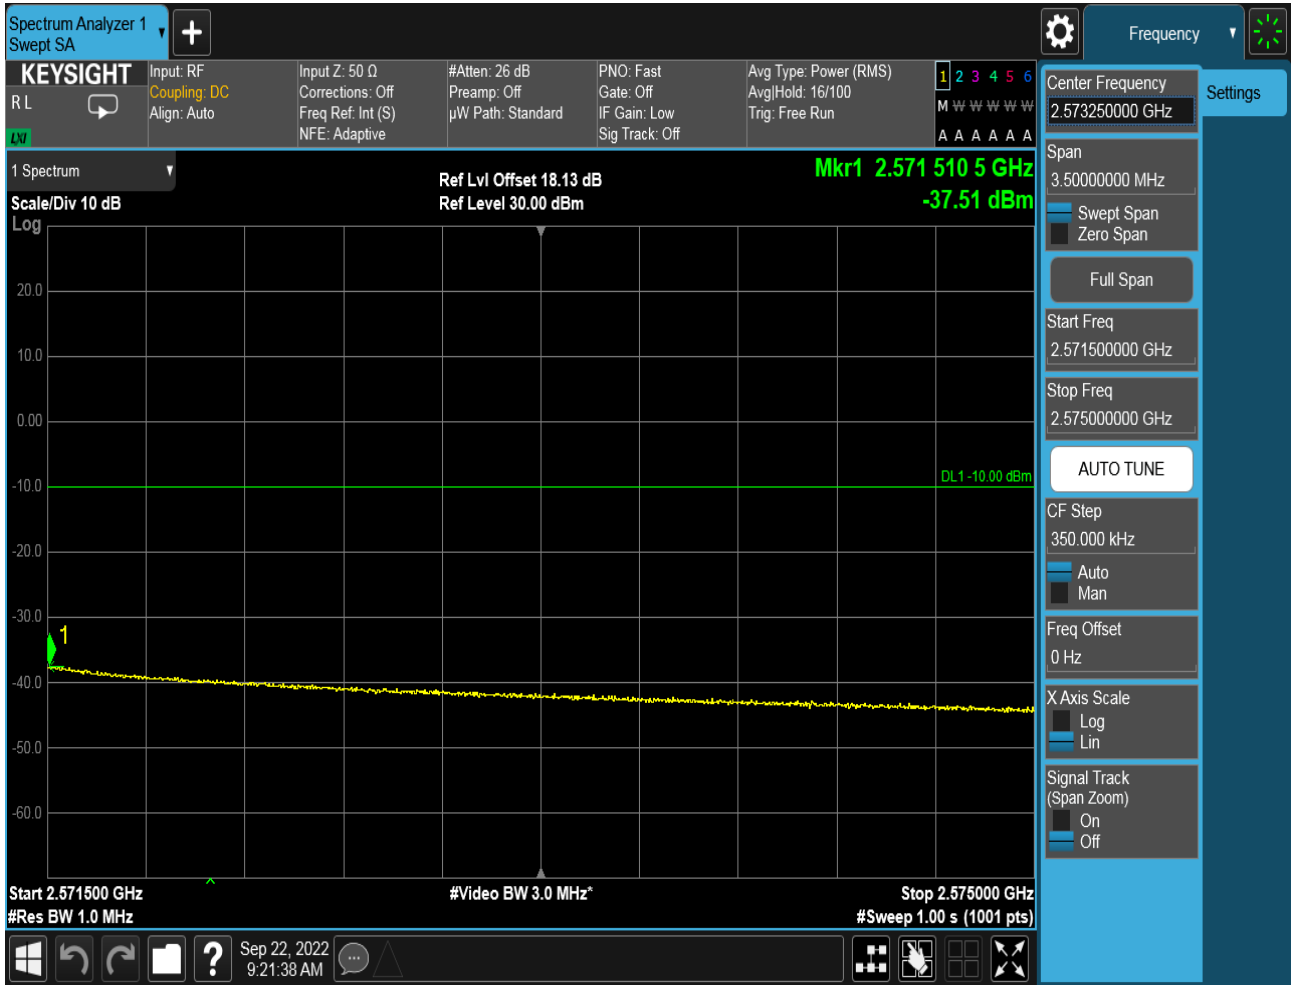 Spectrum Analyzer 1
Swept SA
Frequency
KEYSIGHT
R L
LXI
Input: RF
Coupling: DC
Align: Auto
Input Z: 50 Ω
Corrections: Off
Freq Ref: Int (S)
NFE: Adaptive
#Atten: 26 dB
Preamp: Off
µW Path: Standard
PNO: Fast
Gate: Off
IF Gain: Low
Sig Track: Off
Avg Type: Power (RMS)
Avg|Hold: 16/100
Trig: Free Run
1 2 3 4 5 6
M W W W W W
A A A A A A
1 Spectrum
Scale/Div 10 dB
Log
Ref Lvl Offset 18.13 dB
Ref Level 30.00 dBm
Mkr1 2.571 510 5 GHz
-37.51 dBm
20.0
10.0
0.00
-10.0
DL1 -10.00 dBm
-20.0
-30.0
1
-40.0
-50.0
-60.0
Start 2.571500 GHz
#Res BW 1.0 MHz
#Video BW 3.0 MHz*
Stop 2.575000 GHz
#Sweep 1.00 s (1001 pts)
Sep 22, 2022
9:21:38 AM
Center Frequency
2.573250000 GHz
Settings
Span
3.50000000 MHz
Swept Span
Zero Span
Full Span
Start Freq
2.571500000 GHz
Stop Freq
2.575000000 GHz
AUTO TUNE
CF Step
350.000 kHz
Auto
Man
Freq Offset
0 Hz
X Axis Scale
Log
Lin
Signal Track
(Span Zoom)
On
Off